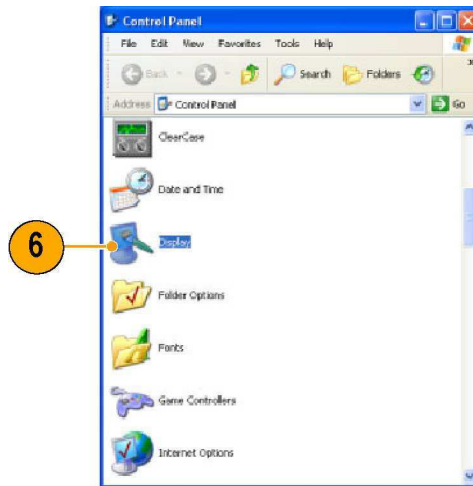 Control Panel
File Edit View Favorites Tools Help
Back Search Folders
Address Control Panel Go
ClearCase
Date and Time
6
Display
Folder Options
Fonts
Game Controllers
Internet Options